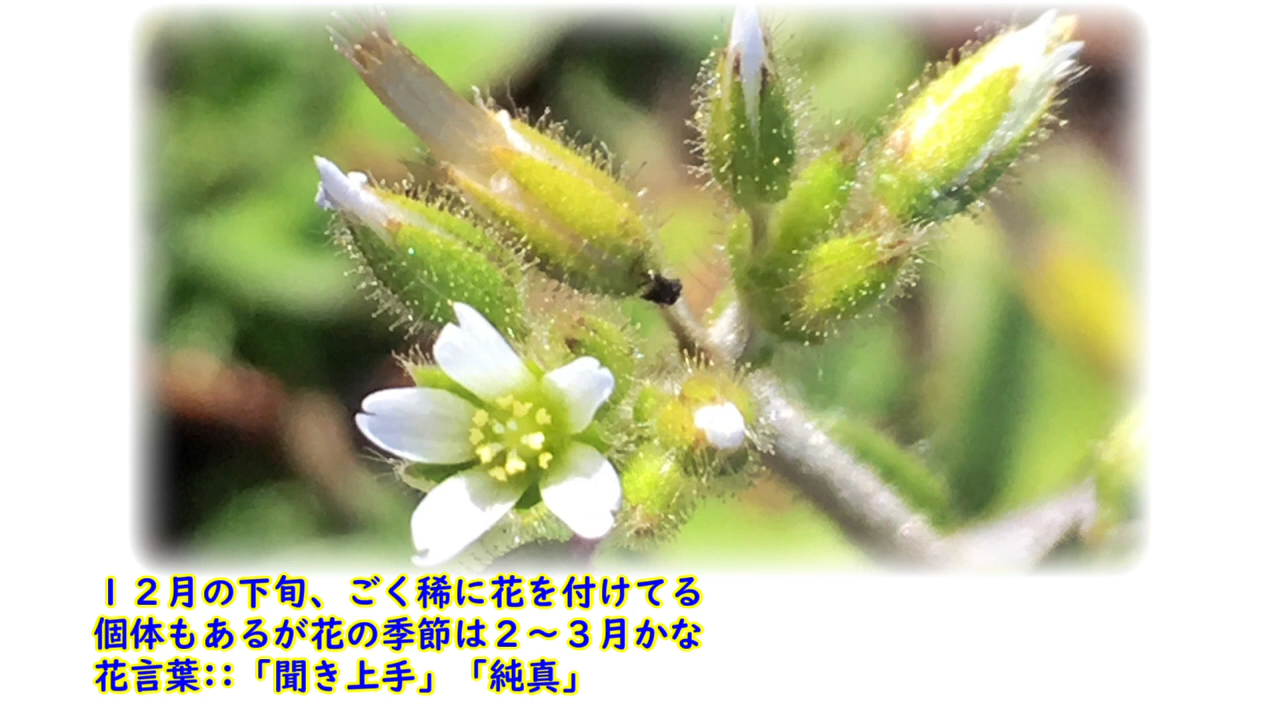 １２月の下旬、ごく稀に花を付けてる
個体もあるが花の季節は２～３月かな
花言葉::「聞き上手」「純真」